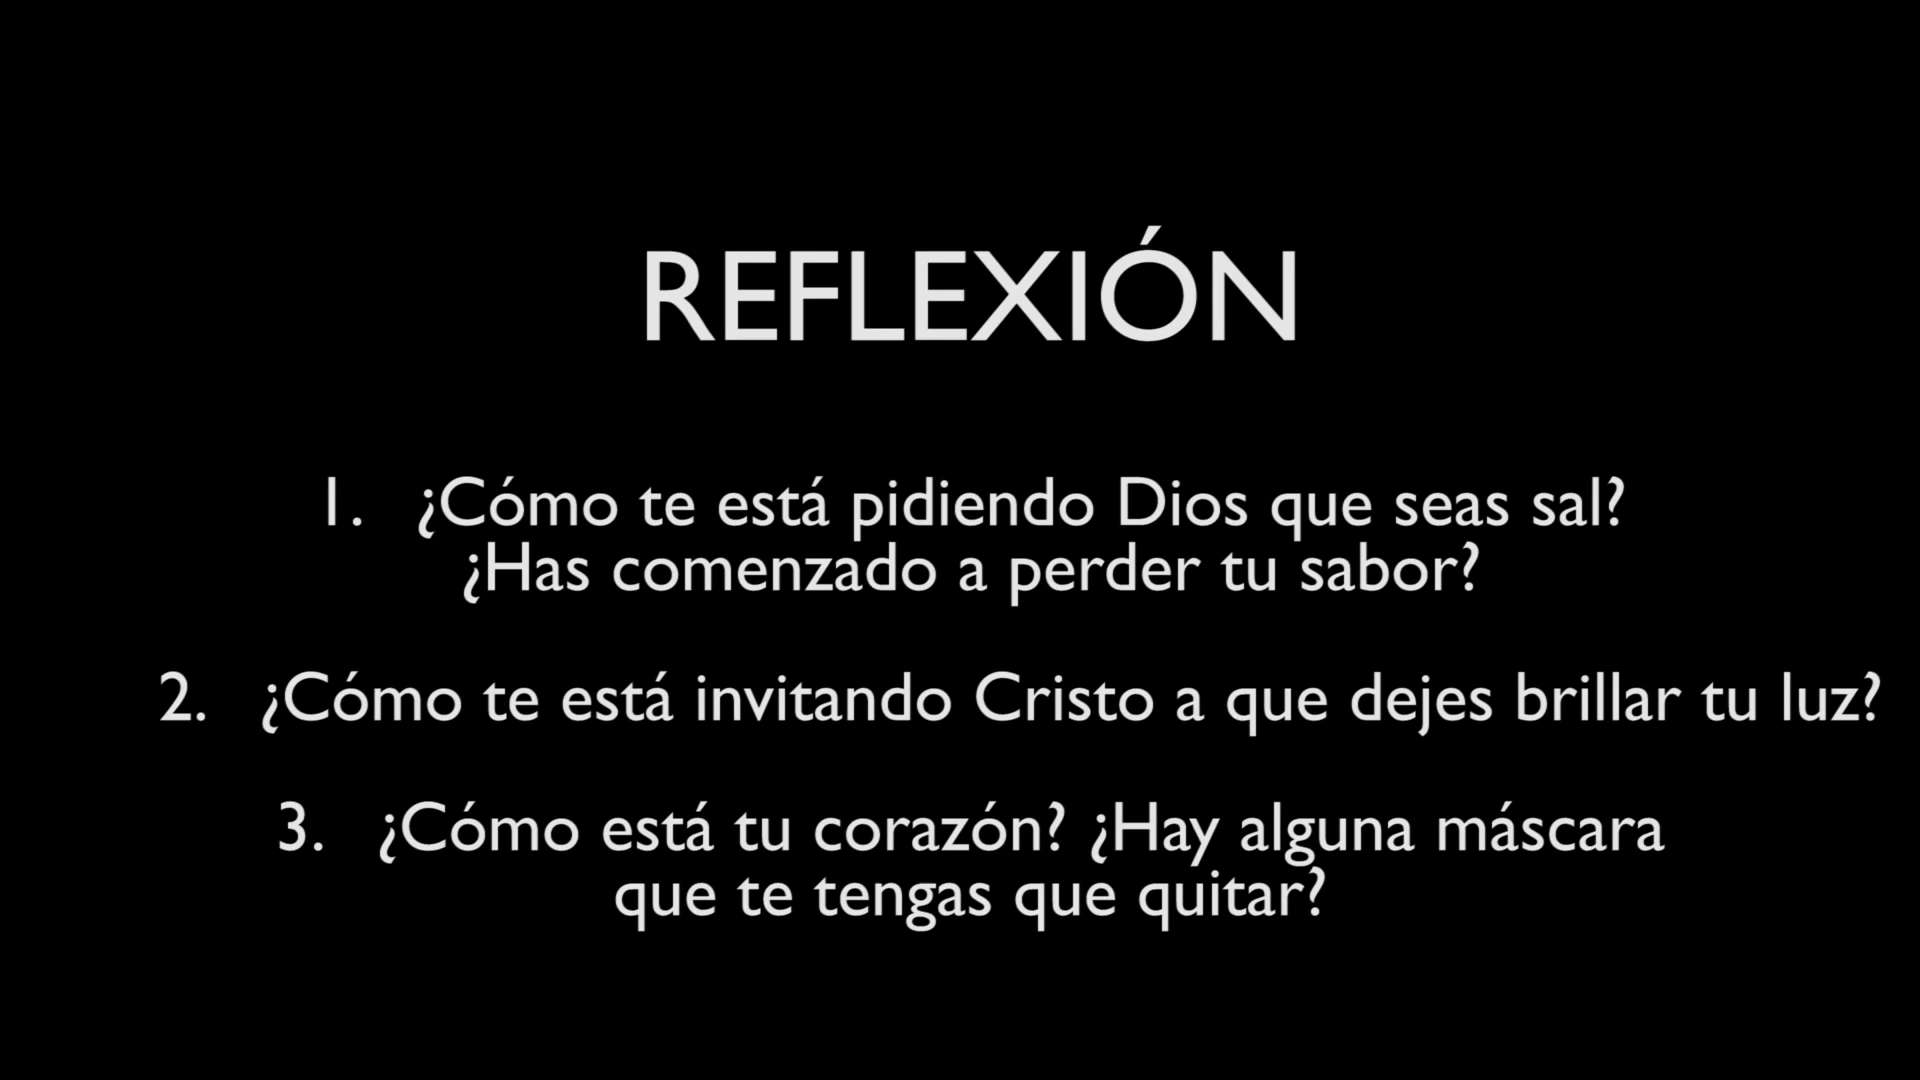 REFLEXIÓN
1. ¿Cómo te está pidiendo Dios que seas sal?
¿Has comenzado a perder tu sabor?
2. ¿Cómo te está invitando Cristo a que dejes brillar tu luz?
3. ¿Cómo está tu corazón? ¿Hay alguna máscara
que te tengas que quitar?